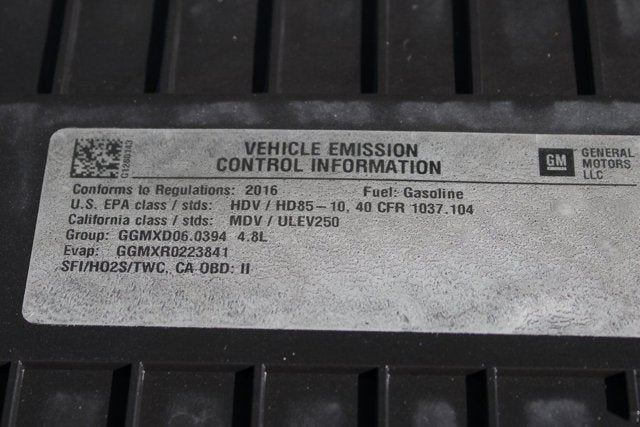 VEHICLE EMISSION
CONTROL INFORMATION
GM
GENERAL
MOTORS
LLC
Conforms to Regulations: 2016 Fuel: Gasoline
U.S. EPA class / stds: HDV / HD85-10, 40 CFR 1037.104
California class / stds: MDV / ULEV250
Group: GGMXD06.0394 4.8L
Evap: GGMXR0223841
SFI/HO2S/TWC, CA OBD: II